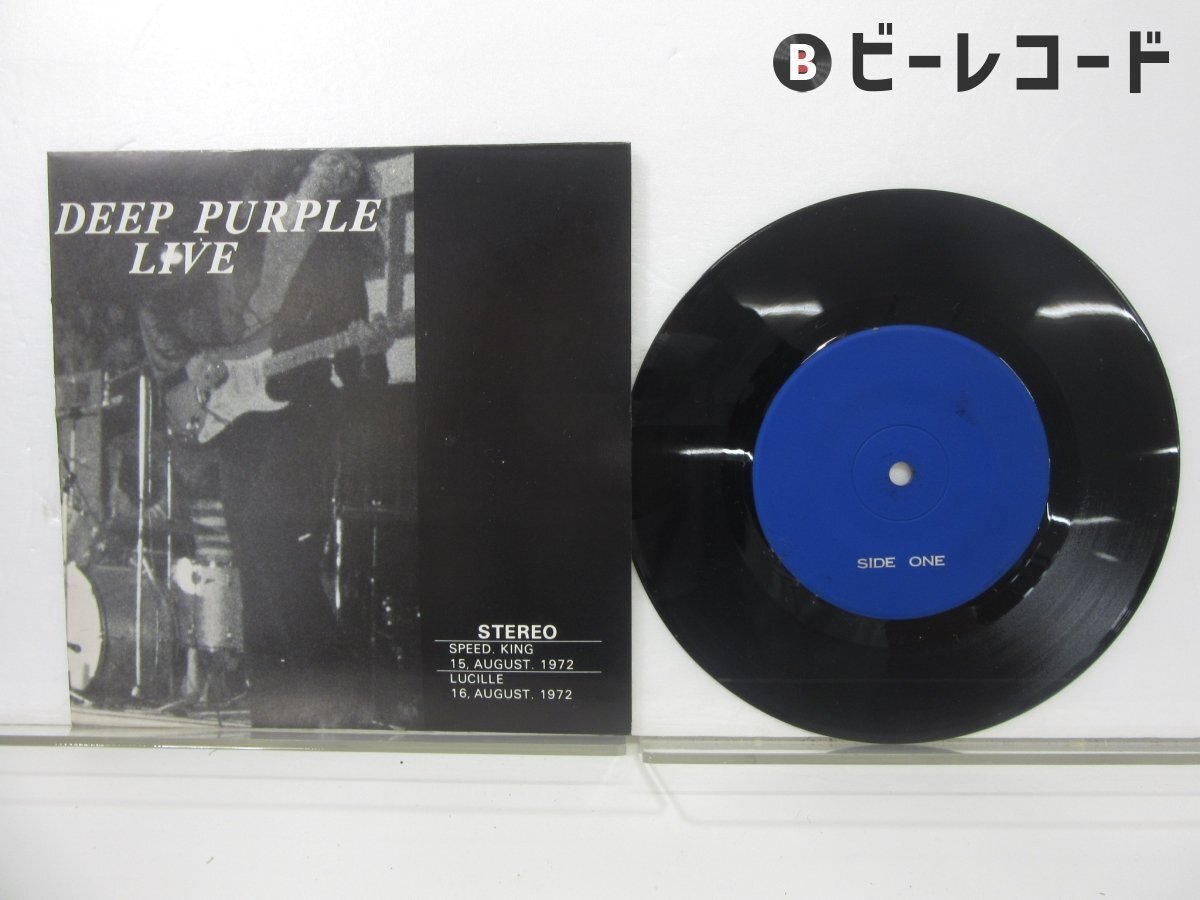 B ビーレコード
DEEP PURPLE
LIVE
STEREO
SPEED. KING
15, AUGUST. 1972
LUCILLE
16, AUGUST. 1972
SIDE ONE